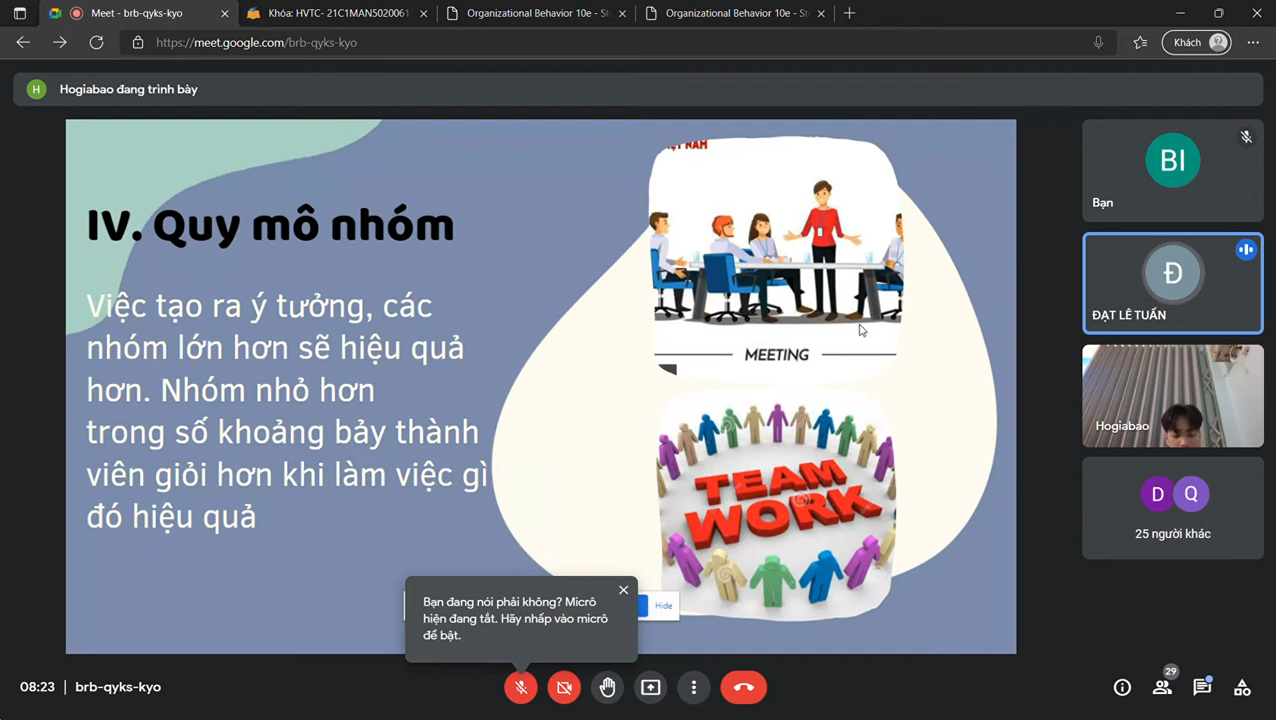 Meet - brb-qyks-kyo
Khóa: HVTC- 21C1MAN5020061
Organizational Behavior 10e - St
Organizational Behavior 10e - St
https://meet.google.com/brb-qyks-kyo
Khách
H
Hogiabao đang trình bày
IV. Quy mô nhóm
Việc tạo ra ý tưởng, các
nhóm lớn hơn sẽ hiệu quả
hơn. Nhóm nhỏ hơn
trong số khoảng bảy thành
viên giỏi hơn khi làm việc gì
đó hiệu quả
NAM
MEETING
TEAM
WORK
BI
Bạn
Đ
ĐẠT LÊ TUẤN
Hogiabao
D Q
25 người khác
Bạn đang nói phải không? Micrô
hiện đang tắt. Hãy nhấp vào micrô
để bật.
Hide
08:23 | brb-qyks-kyo
29